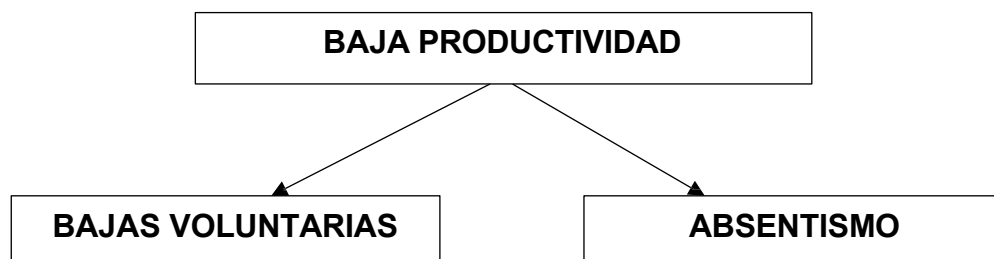 BAJA PRODUCTIVIDAD
BAJAS VOLUNTARIAS
ABSENTISMO